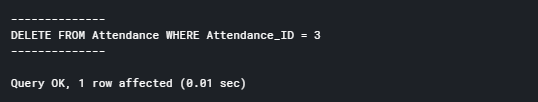 --------------
DELETE FROM Attendance WHERE Attendance_ID = 3
--------------
Query OK, 1 row affected (0.01 sec)